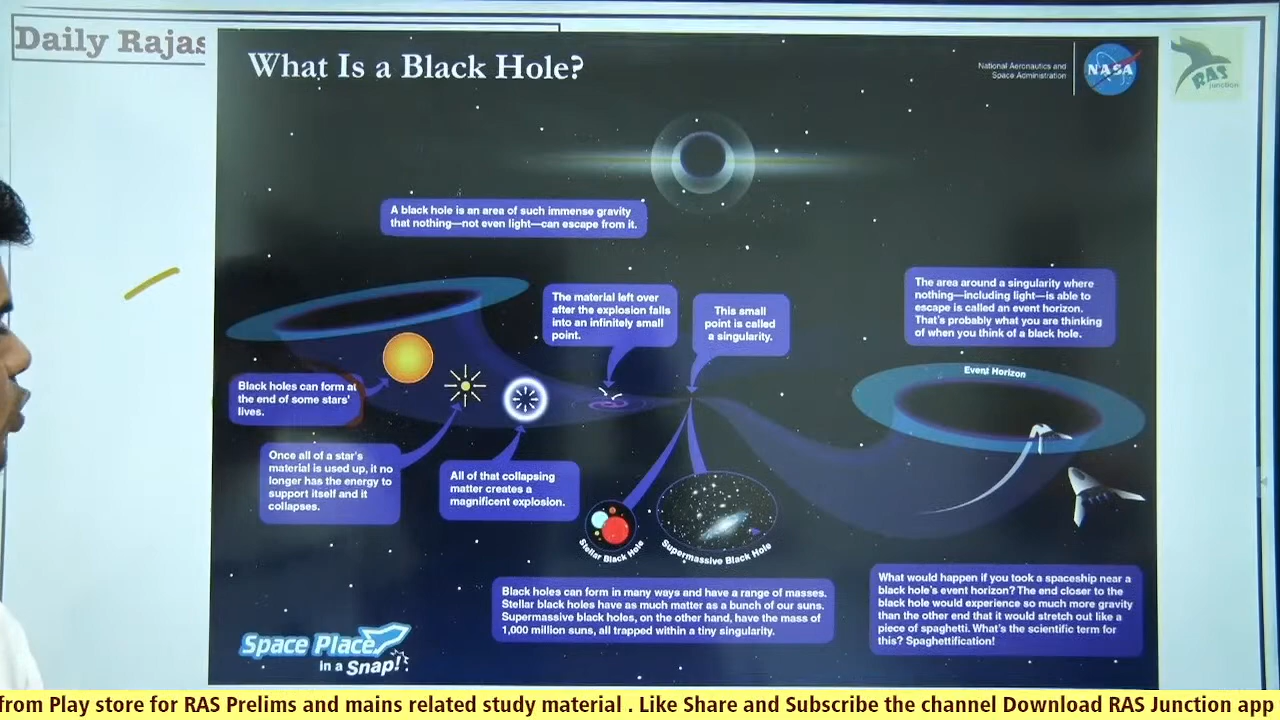 Daily Rajas
What Is a Black Hole?
National Aeronautics and
Space Administration
NASA
RAS
junction
A black hole is an area of such immense gravity
that nothing—not even light—can escape from it.
The material left over
after the explosion falls
into an infinitely small
point.
This small
point is called
a singularity.
The area around a singularity where
nothing—including light—is able to
escape is called an event horizon.
That's probably what you are thinking
of when you think of a black hole.
Event Horizon
Black holes can form at
the end of some stars'
lives.
Once all of a star's
material is used up, it no
longer has the energy to
support itself and it
collapses.
All of that collapsing
matter creates a
magnificent explosion.
Stellar Black Hole
Supermassive Black Hole
Black holes can form in many ways and have a range of masses.
Stellar black holes have as much matter as a bunch of our suns.
Supermassive black holes, on the other hand, have the mass of
1,000 million suns, all trapped within a tiny singularity.
What would happen if you took a spaceship near a
black hole's event horizon? The end closer to the
black hole would experience so much more gravity
than the other end that it would stretch out like a
piece of spaghetti. What's the scientific term for
this? Spaghettification!
Space Place
in a Snap!
from Play store for RAS Prelims and mains related study material . Like Share and Subscribe the channel Download RAS Junction app